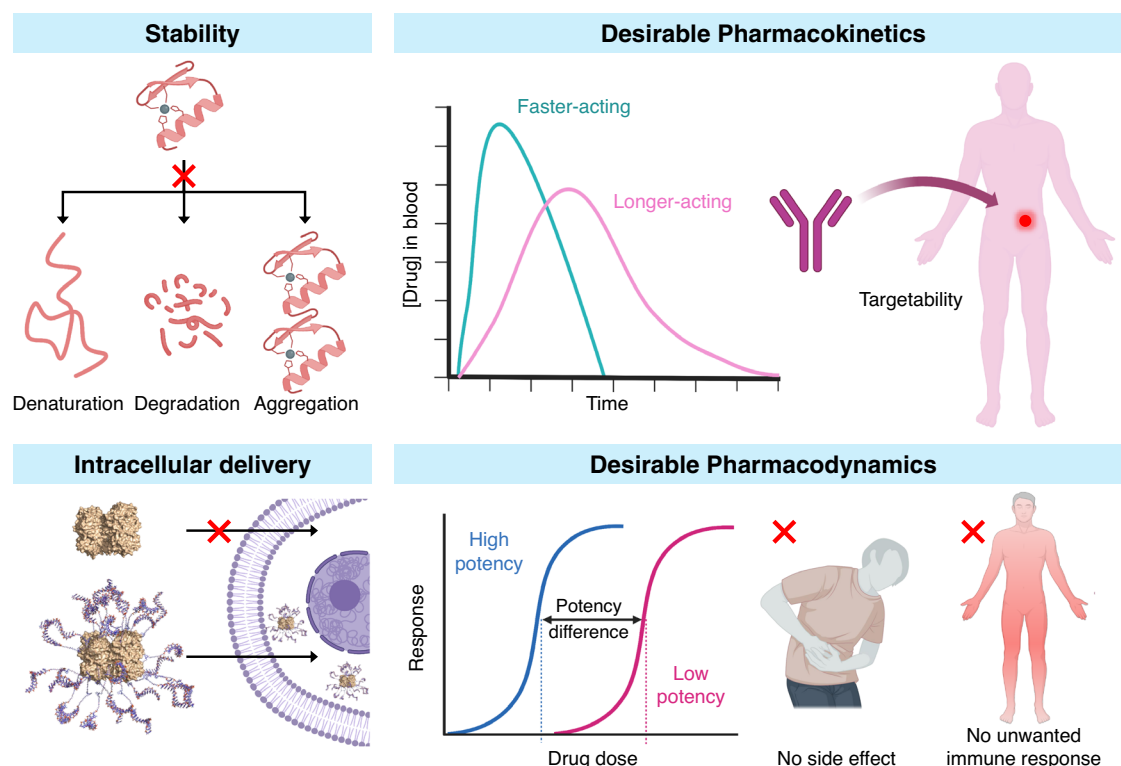 Stability
Denaturation
Degradation
Aggregation
Desirable Pharmacokinetics
[Drug] in blood
Faster-acting
Longer-acting
Time
Targetability
Intracellular delivery
Desirable Pharmacodynamics
Response
High
potency
Potency
difference
Low
potency
Drug dose
No side effect
No unwanted
immune response